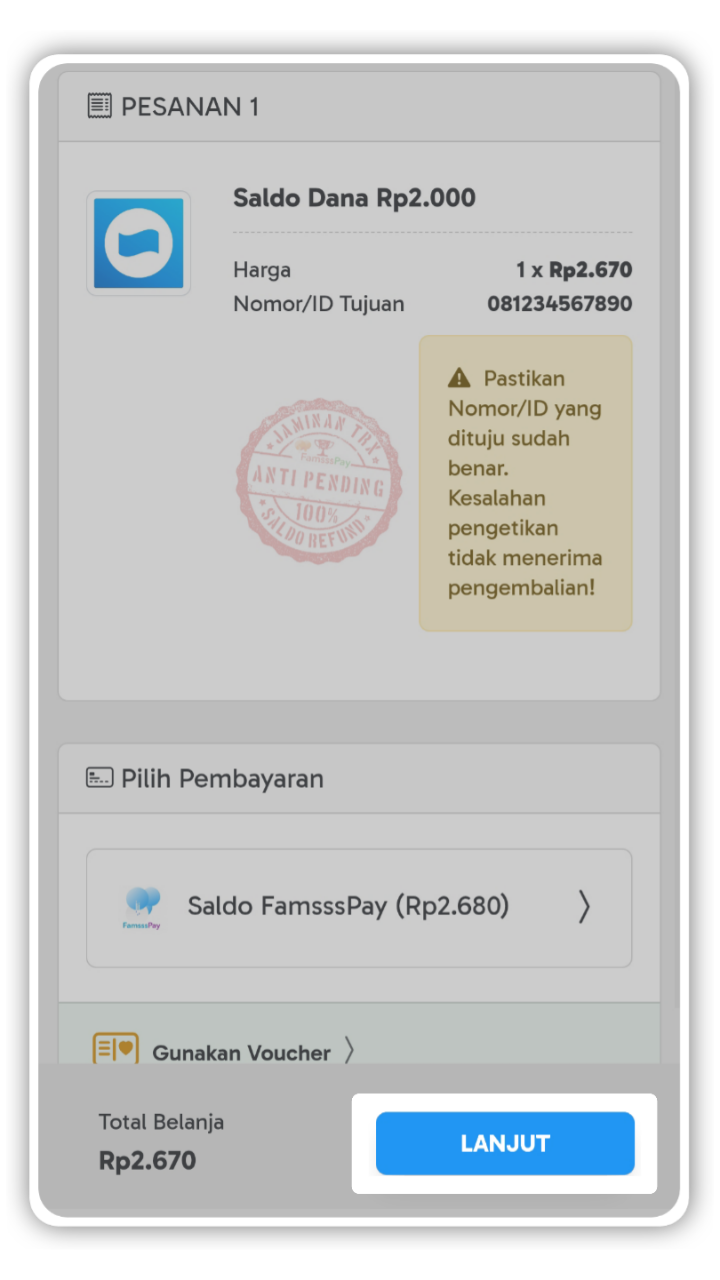 PESANAN 1
Saldo Dana Rp2.000
Harga 1 x Rp2.670
Nomor/ID Tujuan 081234567890
Pastikan
Nomor/ID yang
dituju sudah
benar.
Kesalahan
pengetikan
tidak menerima
pengembalian!
JAMINAN TRX
FamsssPay
ANTI PENDING
100%
SALDO REFUND
Pilih Pembayaran
FamsssPay
Saldo FamsssPay (Rp2.680)
Gunakan Voucher
Total Belanja
Rp2.670
LANJUT